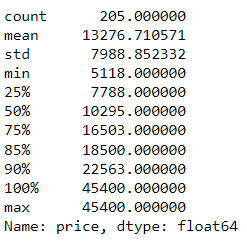 count 205.000000
mean 13276.710571
std 7988.852332
min 5118.000000
25% 7788.000000
50% 10295.000000
75% 16503.000000
85% 18500.000000
90% 22563.000000
100% 45400.000000
max 45400.000000
Name: price, dtype: float64